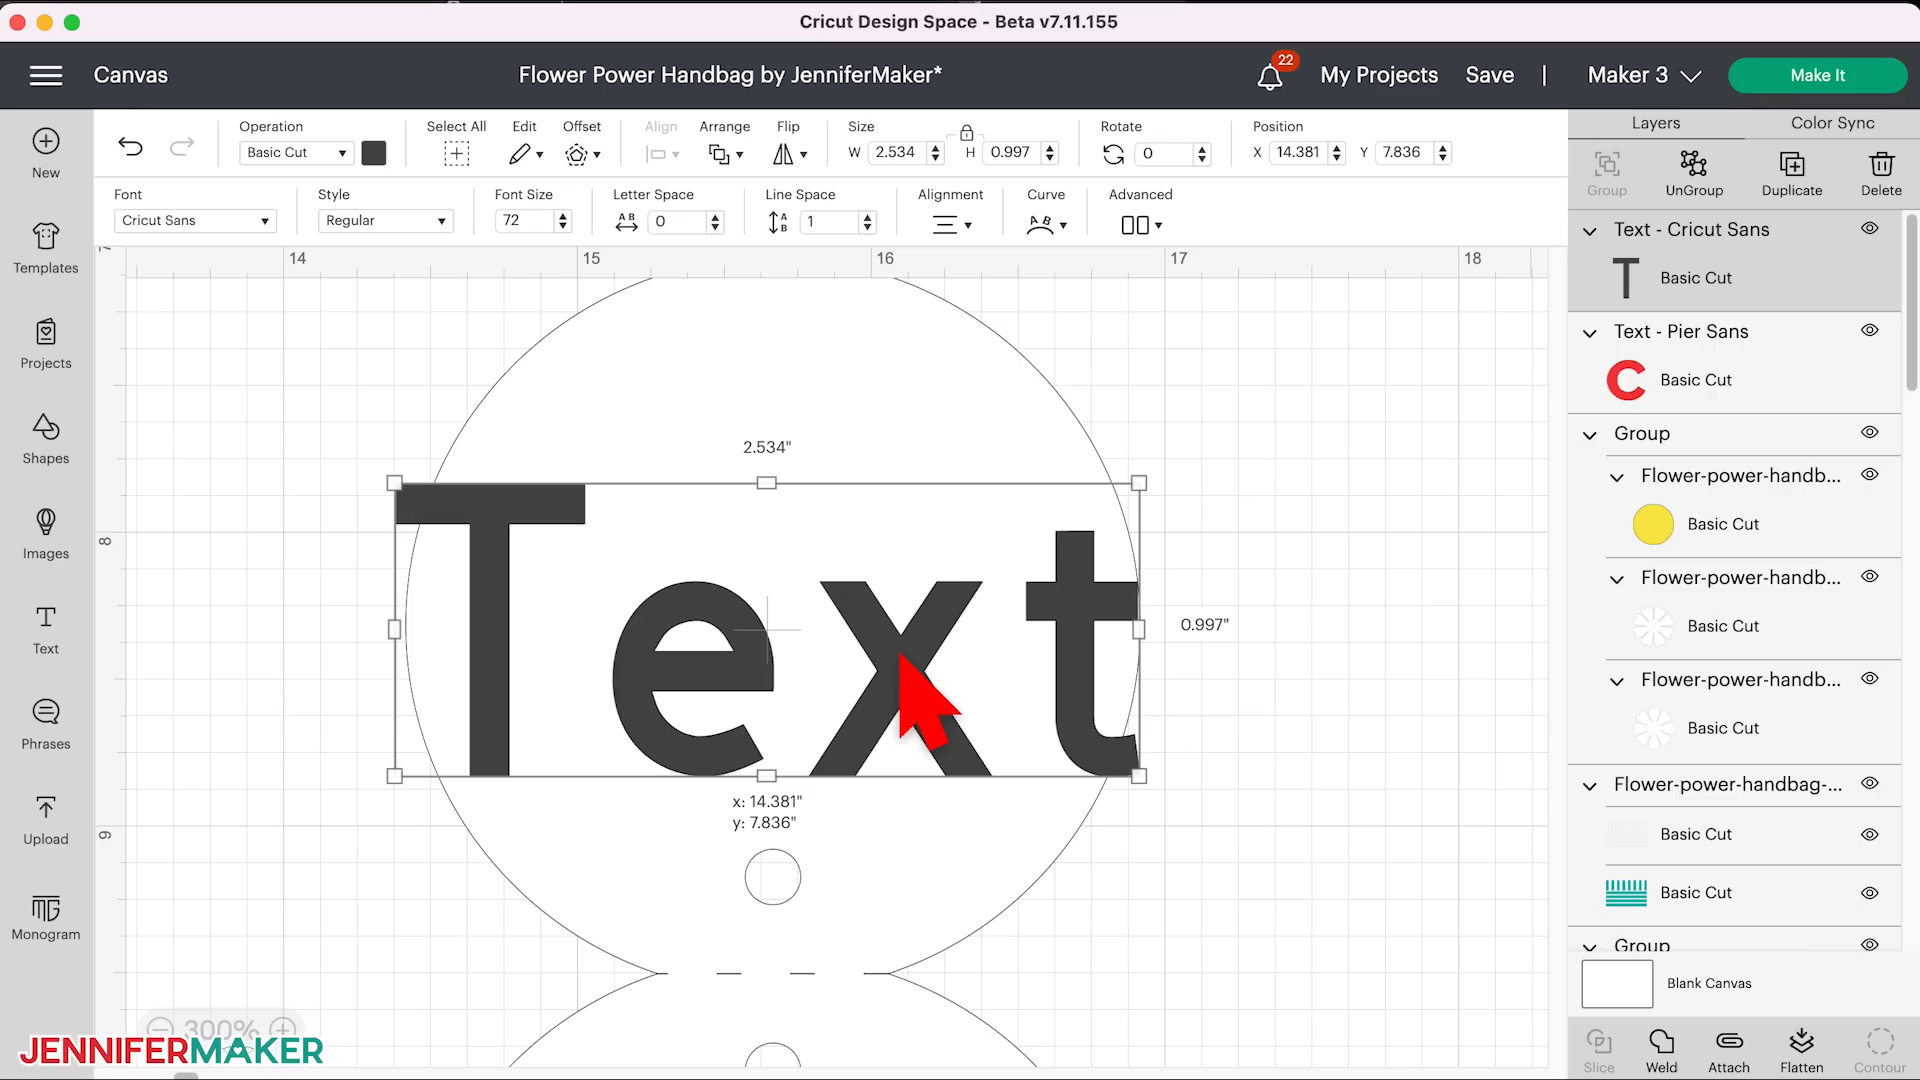 Cricut Design Space - Beta v7.11.155
Canvas
Flower Power Handbag by JenniferMaker*
22
My Projects
Save
|
Maker 3
Make It
New
Templates
Projects
Shapes
Images
Text
Phrases
Upload
Monogram
Operation
Basic Cut
Select All
Edit
Offset
Align
Arrange
Flip
Size
W 2.534
H 0.997
Rotate
0
Position
X 14.381
Y 7.836
Font
Cricut Sans
Style
Regular
Font Size
72
Letter Space
0
Line Space
1
Alignment
Curve
Advanced
14 15 16 17 18
8
9
2.534"
Text
0.997"
x: 14.381"
y: 7.836"
300%
JENNIFERMAKER
Layers
Color Sync
Group
UnGroup
Duplicate
Delete
Text - Cricut Sans
T Basic Cut
Text - Pier Sans
C Basic Cut
Group
Flower-power-handb...
Basic Cut
Flower-power-handb...
Basic Cut
Flower-power-handb...
Basic Cut
Flower-power-handbag-...
Basic Cut
Basic Cut
Group
Blank Canvas
Slice
Weld
Attach
Flatten
Contour